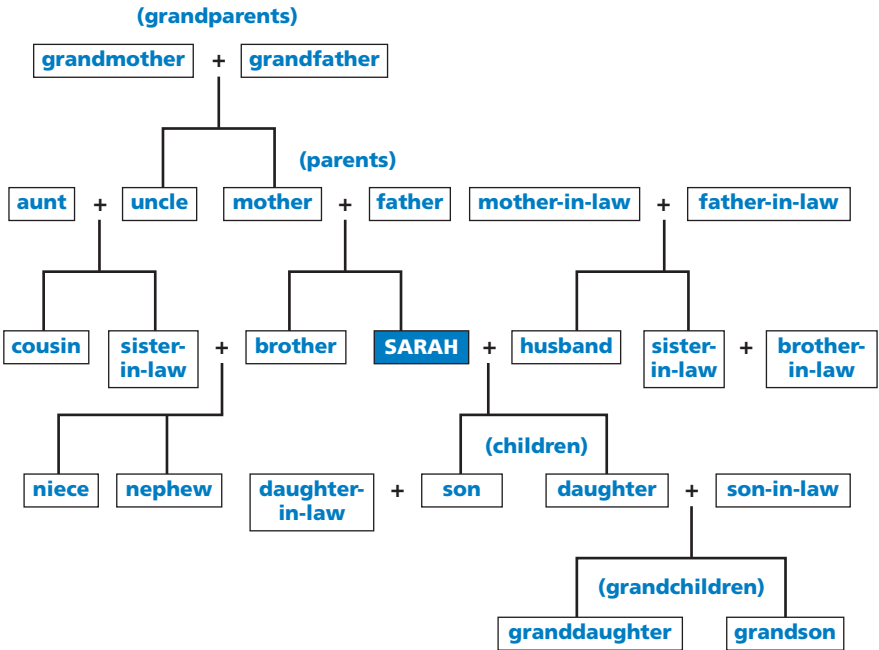 (grandparents)
grandmother + grandfather
(parents)
aunt + uncle mother + father mother-in-law + father-in-law
cousin sister-in-law + brother SARAH + husband sister-in-law + brother-in-law
(children)
niece nephew daughter-in-law + son daughter + son-in-law
(grandchildren)
granddaughter grandson